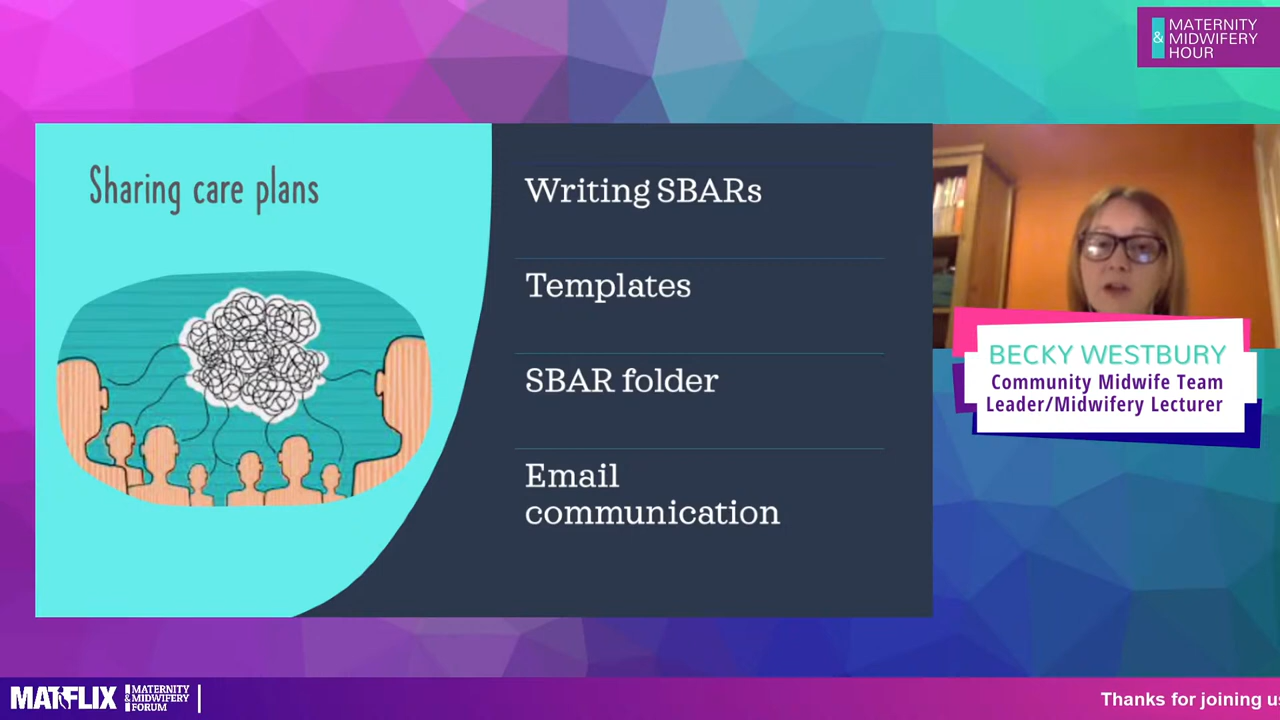 & MATERNITY
MIDWIFERY
HOUR
Sharing care plans
Writing SBARs
Templates
SBAR folder
Email
communication
BECKY WESTBURY
Community Midwife Team
Leader/Midwifery Lecturer
MATFLIX
MATERNITY
& MIDWIFERY
FORUM
Thanks for joining us